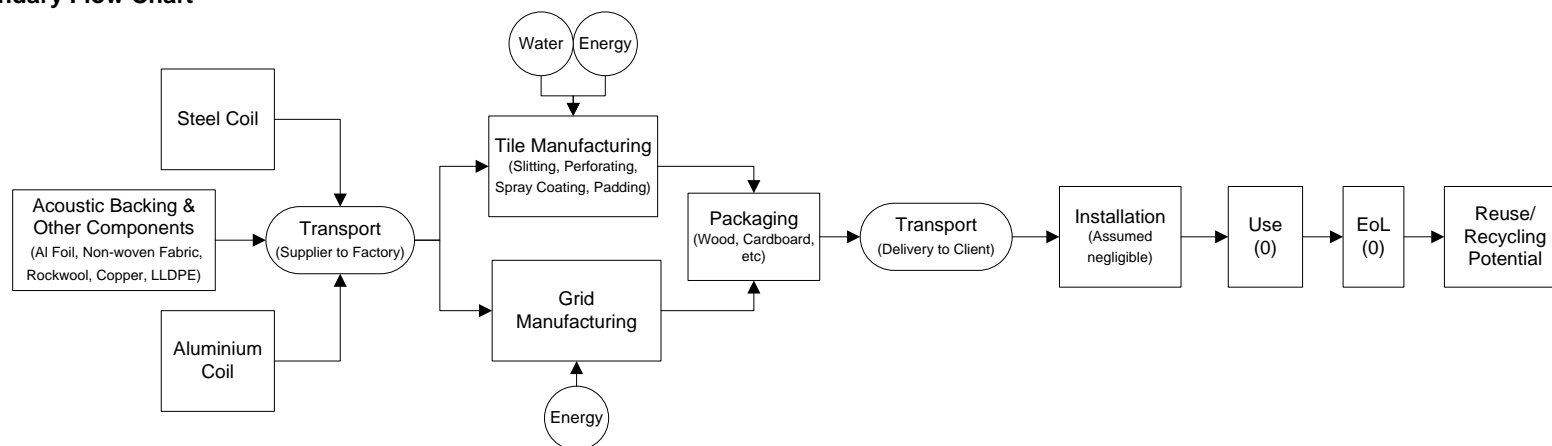 Flow Chart
Water
Energy
Steel Coil
Acoustic Backing &
Other Components
(Al Foil, Non-woven Fabric,
Rockwool, Copper, LLDPE)
Aluminium
Coil
Transport
(Supplier to Factory)
Tile Manufacturing
(Slitting, Perforating,
Spray Coating, Padding)
Grid
Manufacturing
Energy
Packaging
(Wood, Cardboard,
etc)
Transport
(Delivery to Client)
Installation
(Assumed
negligible)
Use
(0)
EoL
(0)
Reuse/
Recycling
Potential